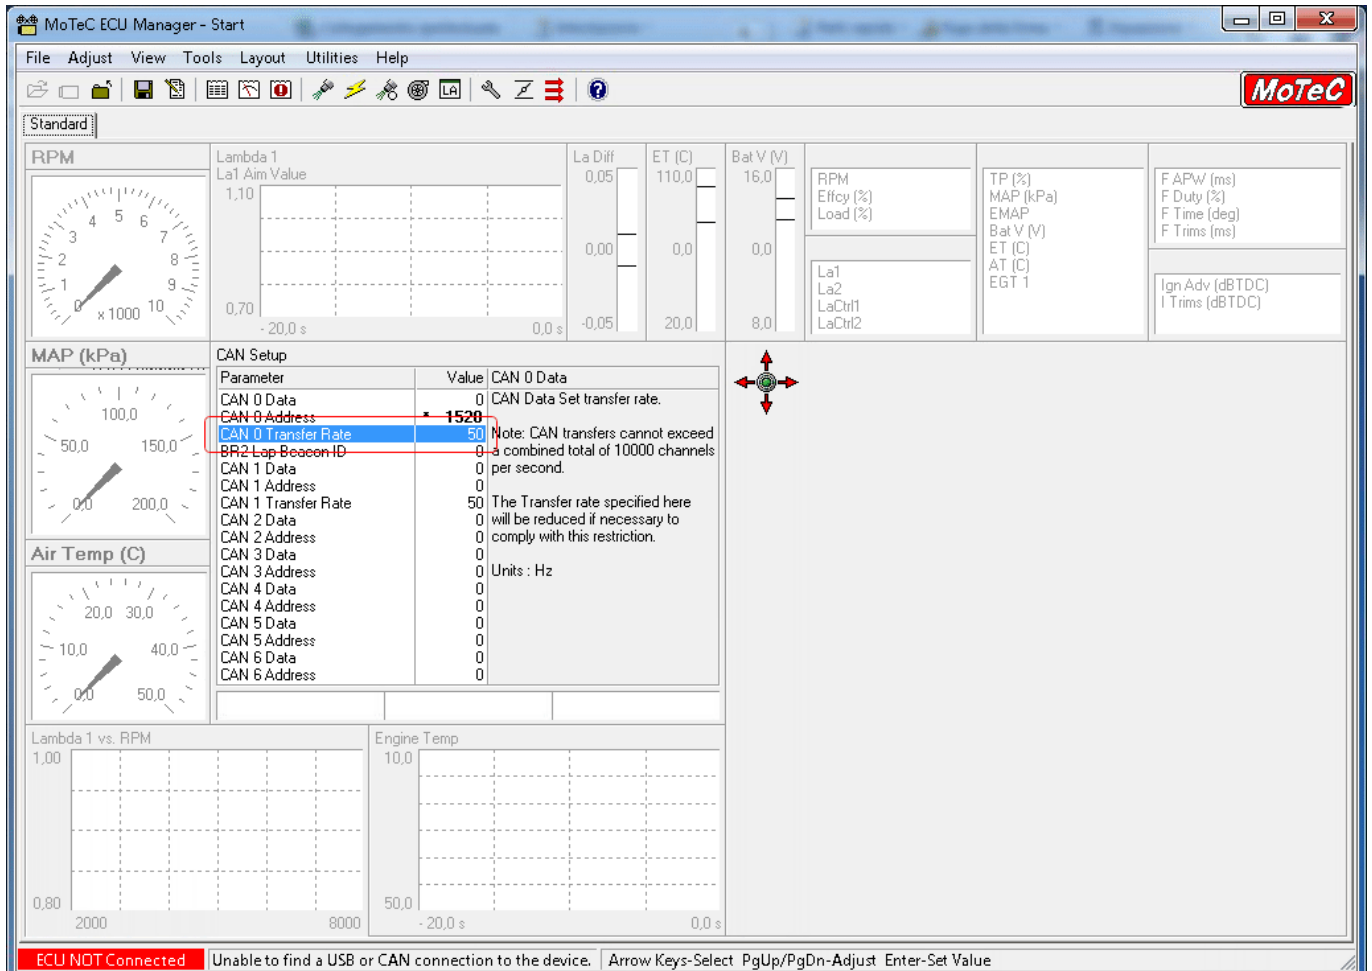 MoTeC ECU Manager - Start
File Adjust View Tools Layout Utilities Help
LA
MoTeC
Standard
RPM
0 1 2 3 4 5 6 7 8 9 10
x 1000
Lambda 1
La1 Aim Value
1,10
0,70
- 20,0 s 0,0 s
La Diff
0,05
0,00
-0,05
ET (C)
110,0
0,0
20,0
Bat V (V)
16,0
0,0
8,0
RPM
Effcy (%)
Load (%)
La1
La2
LaCtrl1
LaCtrl2
TP (%)
MAP (kPa)
EMAP
Bat V (V)
ET (C)
AT (C)
EGT 1
F APW (ms)
F Duty (%)
F Time (deg)
F Trims (ms)
Ign Adv (dBTDC)
I Trims (dBTDC)
MAP (kPa)
100,0
50,0 150,0
0,0 200,0
Air Temp (C)
20,0 30,0
10,0 40,0
0,0 50,0
CAN Setup
Parameter Value
CAN 0 Data 0
CAN 0 Address * 1520
CAN 0 Transfer Rate 50
BR2 Lap Beacon ID 0
CAN 1 Data 0
CAN 1 Address 0
CAN 1 Transfer Rate 50
CAN 2 Data 0
CAN 2 Address 0
CAN 3 Data 0
CAN 3 Address 0
CAN 4 Data 0
CAN 4 Address 0
CAN 5 Data 0
CAN 5 Address 0
CAN 6 Data 0
CAN 6 Address 0
CAN 0 Data
CAN Data Set transfer rate.
Note: CAN transfers cannot exceed
a combined total of 10000 channels
per second.
The Transfer rate specified here
will be reduced if necessary to
comply with this restriction.
Units : Hz
Lambda 1 vs. RPM
1,00
0,80
2000 8000
Engine Temp
10,0
50,0
- 20,0 s 0,0 s
ECU NOT Connected Unable to find a USB or CAN connection to the device. Arrow Keys-Select PgUp/PgDn-Adjust Enter-Set Value